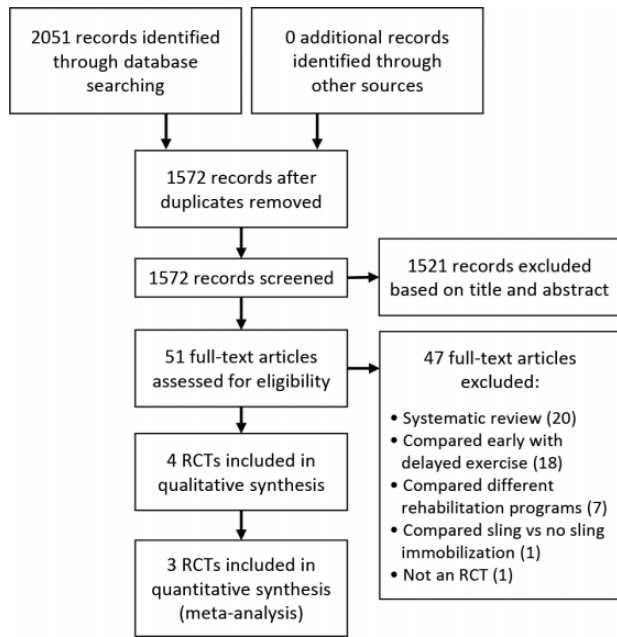 2051 records identified
through database
searching
0 additional records
identified through
other sources
1572 records after
duplicates removed
1572 records screened
1521 records excluded
based on title and abstract
51 full-text articles
assessed for eligibility
47 full-text articles
excluded:
• Systematic review (20)
• Compared early with
delayed exercise (18)
• Compared different
rehabilitation programs (7)
• Compared sling vs no sling
immobilization (1)
• Not an RCT (1)
4 RCTs included in
qualitative synthesis
3 RCTs included in
quantitative synthesis
(meta-analysis)